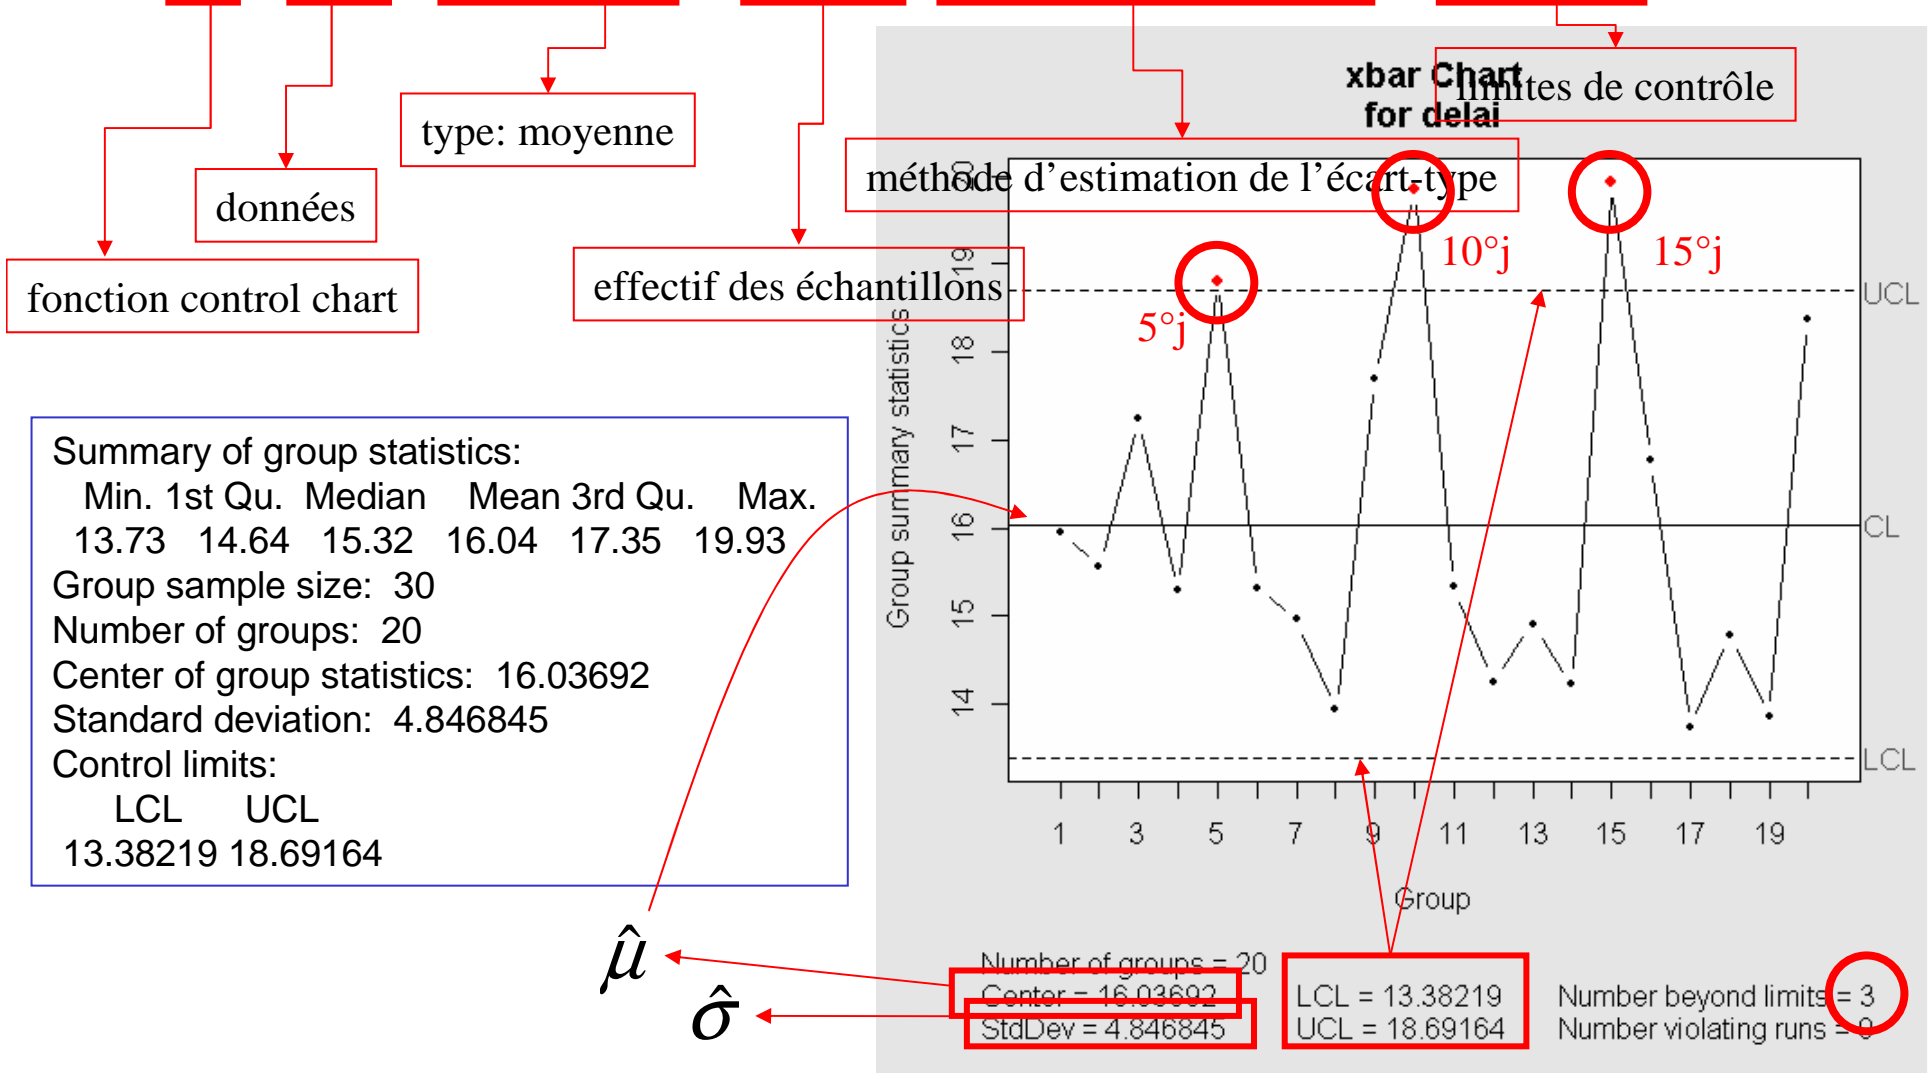 xbar Chart
for delai
limites de contrôle
type: moyenne
méthode d'estimation de l'écart-type
données
fonction control chart
effectif des échantillons
5°j
10°j
15°j
UCL
CL
LCL
Group summary statistics
14
15
16
17
18
19
20
1 3 5 7 9 11 13 15 17 19
Group
Summary of group statistics:
Min. 1st Qu. Median Mean 3rd Qu. Max.
13.73 14.64 15.32 16.04 17.35 19.93
Group sample size: 30
Number of groups: 20
Center of group statistics: 16.03692
Standard deviation: 4.846845
Control limits:
LCL UCL
13.38219 18.69164
μ̂
σ̂
Number of groups = 20
Center = 16.03692
StdDev = 4.846845
LCL = 13.38219
UCL = 18.69164
Number beyond limits = 3
Number violating runs = 0